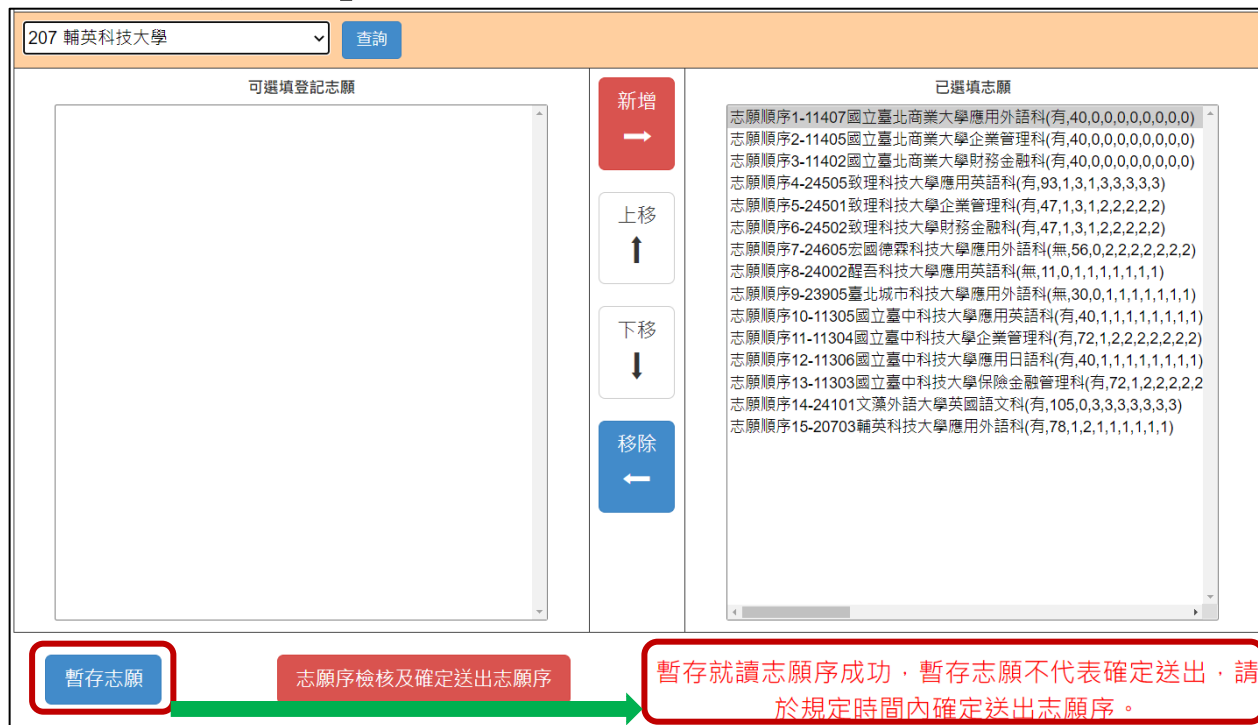 207 輔英科技大學
查詢
可選填登記志願
新增
上移
下移
移除
已選填志願
志願順序1-11407國立臺北商業大學應用外語科(有,40,0,0,0,0,0,0,0,0)
志願順序2-11405國立臺北商業大學企業管理科(有,40,0,0,0,0,0,0,0,0)
志願順序3-11402國立臺北商業大學財務金融科(有,40,0,0,0,0,0,0,0,0)
志願順序4-24505致理科技大學應用英語科(有,93,1,3,1,3,3,3,3,3)
志願順序5-24501致理科技大學企業管理科(有,47,1,3,1,2,2,2,2,2)
志願順序6-24502致理科技大學財務金融科(有,47,1,3,1,2,2,2,2,2)
志願順序7-24605宏國德霖科技大學應用外語科(無,56,0,2,2,2,2,2,2,2)
志願順序8-24002醒吾科技大學應用英語科(無,11,0,1,1,1,1,1,1,1)
志願順序9-23905臺北城市科技大學應用外語科(無,30,0,1,1,1,1,1,1,1)
志願順序10-11305國立臺中科技大學應用英語科(有,40,1,1,1,1,1,1,1,1)
志願順序11-11304國立臺中科技大學企業管理科(有,72,1,2,2,2,2,2,2,2)
志願順序12-11306國立臺中科技大學應用日語科(有,40,1,1,1,1,1,1,1,1)
志願順序13-11303國立臺中科技大學保險金融管理科(有,72,1,2,2,2,2,2
志願順序14-24101文藻外語大學英國語文科(有,105,0,3,3,3,3,3,3,3)
志願順序15-20703輔英科技大學應用外語科(有,78,1,2,1,1,1,1,1,1)
暫存志願
志願序檢核及確定送出志願序
暫存就讀志願序成功，暫存志願不代表確定送出，請
於規定時間內確定送出志願序。